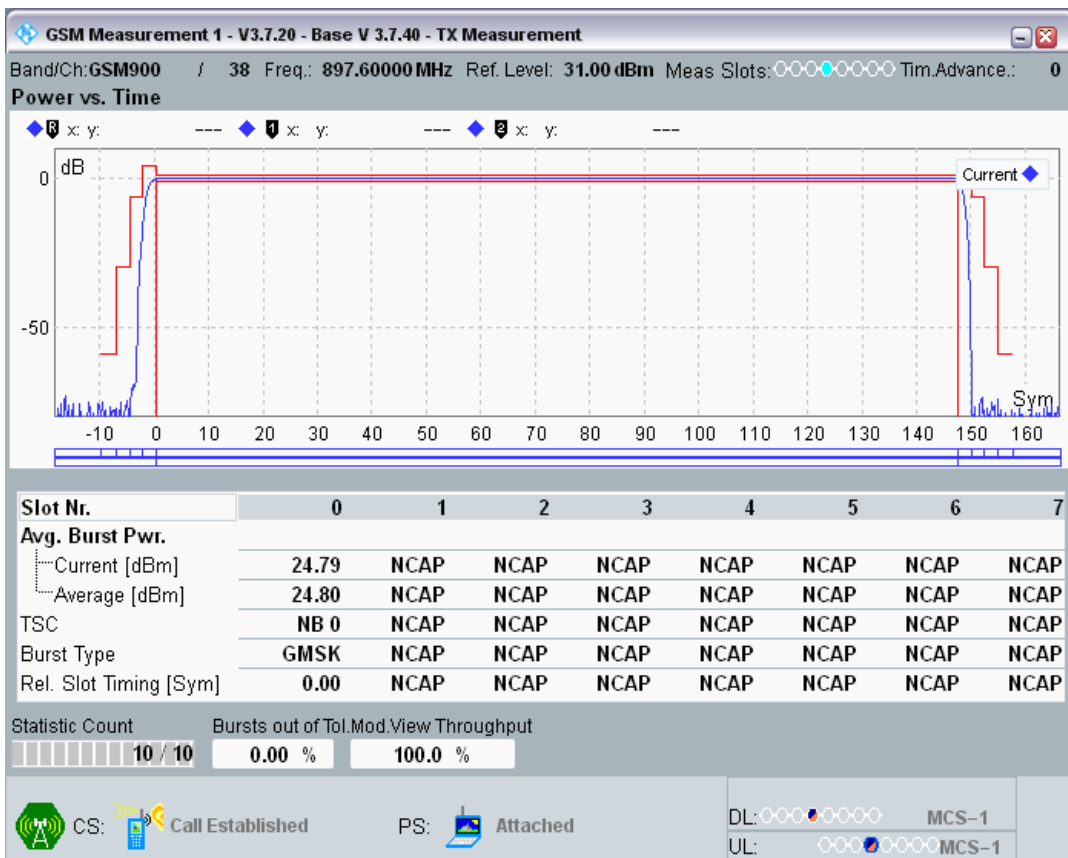 GSM Measurement 1 - V3.7.20 - Base V 3.7.40 - TX Measurement
Band/Ch:GSM900 / 38 Freq.: 897.60000 MHz Ref. Level: 31.00 dBm Meas Slots: Tim.Advance.: 0
Power vs. Time
R x: y: --- 1 x: y: --- 2 x: y: ---
dB
Current
0
-50
Sym
-10 0 10 20 30 40 50 60 70 80 90 100 110 120 130 140 150 160
Slot Nr. 0 1 2 3 4 5 6 7
Avg. Burst Pwr.
Current [dBm] 24.79 NCAP NCAP NCAP NCAP NCAP NCAP NCAP
Average [dBm] 24.80 NCAP NCAP NCAP NCAP NCAP NCAP NCAP
TSC NB 0 NCAP NCAP NCAP NCAP NCAP NCAP NCAP
Burst Type GMSK NCAP NCAP NCAP NCAP NCAP NCAP NCAP
Rel. Slot Timing [Sym] 0.00 NCAP NCAP NCAP NCAP NCAP NCAP NCAP
Statistic Count Bursts out of Tol. Mod.View Throughput
10 / 10 0.00 % 100.0 %
CS: Call Established PS: Attached
DL: MCS-1
UL: MCS-1